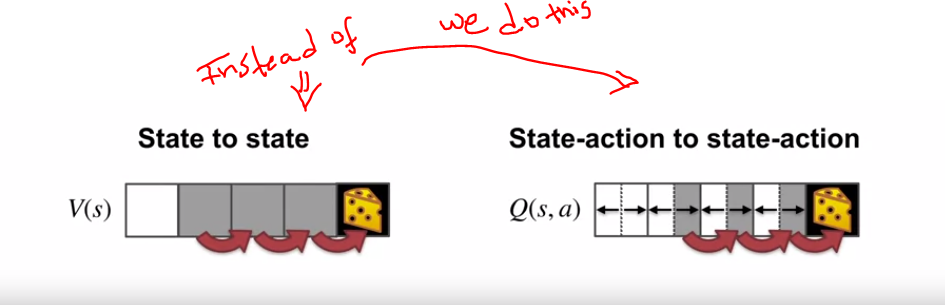 Instead of
we do this
State to state
State-action to state-action
V(s)
Q(s, a)